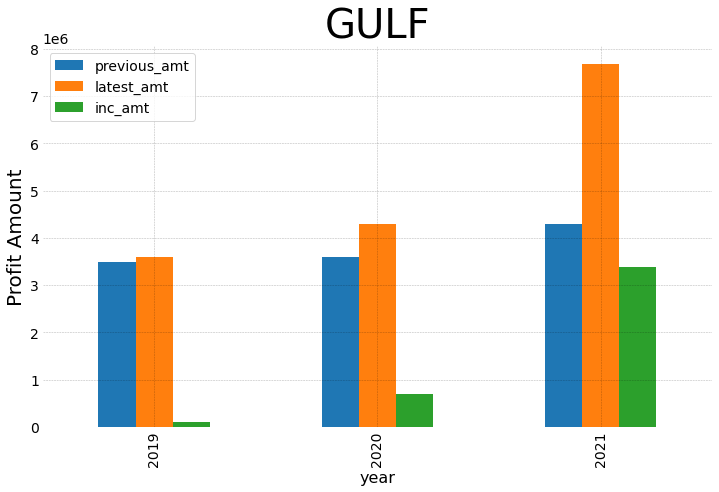 GULF
1e6
8
7
6
5
4
3
2
1
0
Profit Amount
previous_amt
latest_amt
inc_amt
2019
2020
2021
year